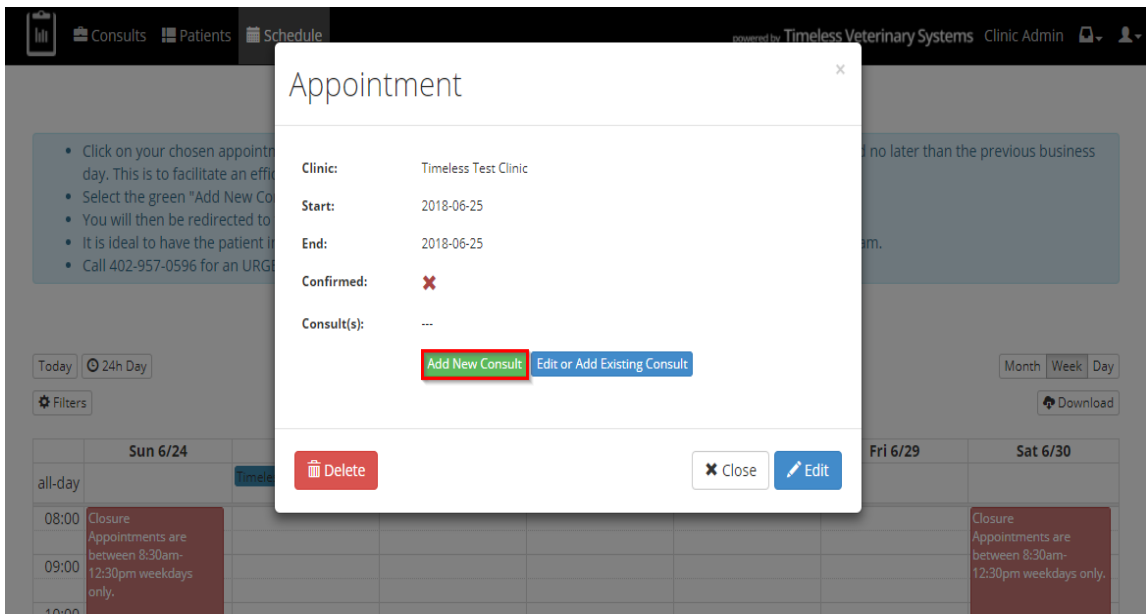 Consults Patients Schedule powered by Timeless Veterinary Systems Clinic Admin
Appointment ×
Click on your chosen no later than the previous business
day. This is to facilitate an
Select the green "Add New
You will then be redirected to
It is ideal to have the patient
Call 402-957-0596 for an
Clinic: Timeless Test Clinic
Start: 2018-06-25
End: 2018-06-25
Confirmed:
Consult(s): ---
Add New Consult Edit or Add Existing Consult
Today 24h Day Month Week Day
Filters Download
Delete Close Edit
Sun 6/24 Fri 6/29 Sat 6/30
all-day
08:00 Closure Closure
Appointments are Appointments are
between 8:30am- between 8:30am-
09:00 12:30pm weekdays 12:30pm weekdays only.
only.
10:00